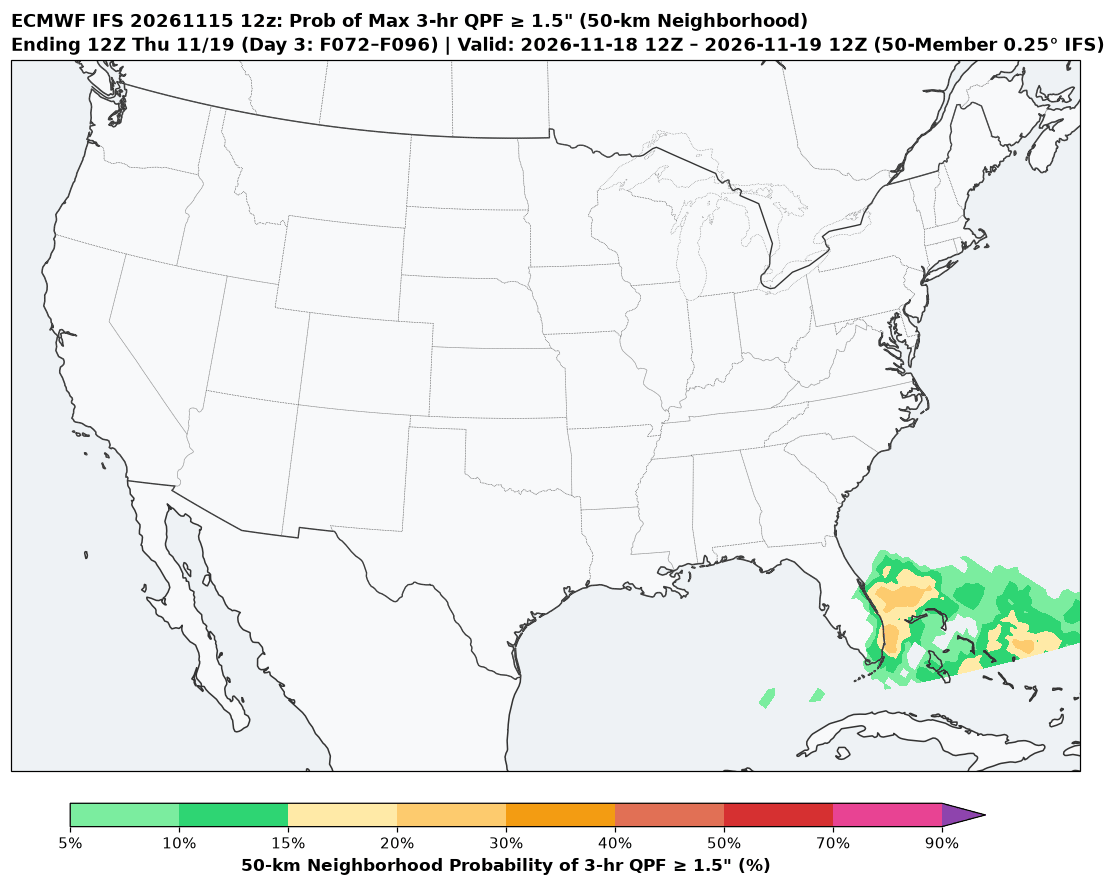 ECMWF IFS 20261115 12z: Prob of Max 3-hr QPF ≥ 1.5" (50-km Neighborhood)
Ending 12Z Thu 11/19 (Day 3: F072–F096) | Valid: 2026-11-18 12Z – 2026-11-19 12Z (50-Member 0.25° IFS)
5% 10% 15% 20% 30% 40% 50% 70% 90%
50-km Neighborhood Probability of 3-hr QPF ≥ 1.5" (%)